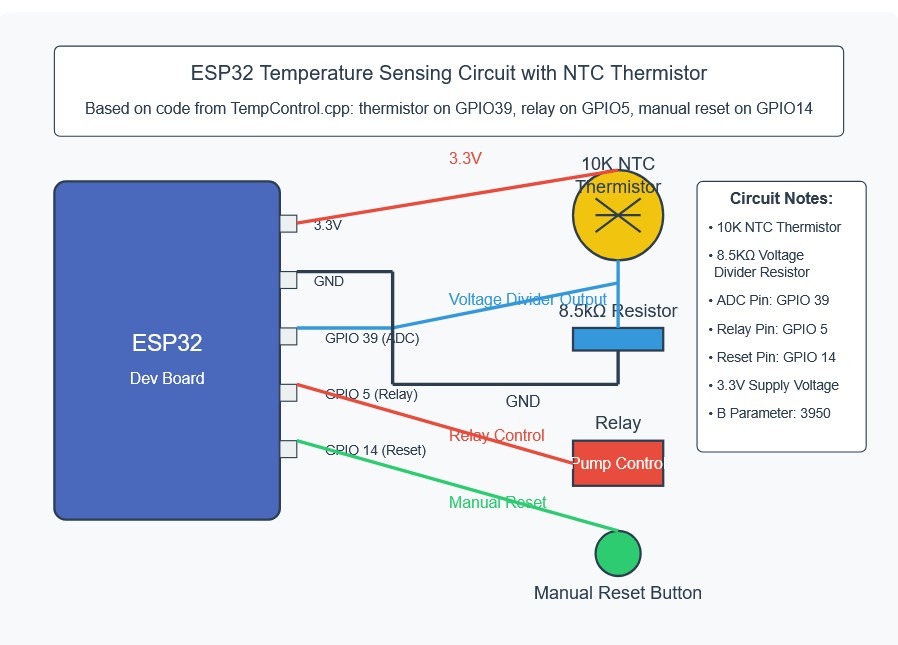 ESP32 Temperature Sensing Circuit with NTC Thermistor
Based on code from TempControl.cpp: thermistor on GPIO39, relay on GPIO5, manual reset on GPIO14
3.3V
10K NTC
Thermistor
3.3V
GND
Voltage Divider Output
8.5kΩ Resistor
GPIO 39 (ADC)
GND
ESP32
Dev Board
GPIO 5 (Relay)
Relay
Relay Control
Pump Control
GPIO 14 (Reset)
Manual Reset
Manual Reset Button
Circuit Notes:
• 10K NTC Thermistor
• 8.5KΩ Voltage
Divider Resistor
• ADC Pin: GPIO 39
• Relay Pin: GPIO 5
• Reset Pin: GPIO 14
• 3.3V Supply Voltage
• B Parameter: 3950